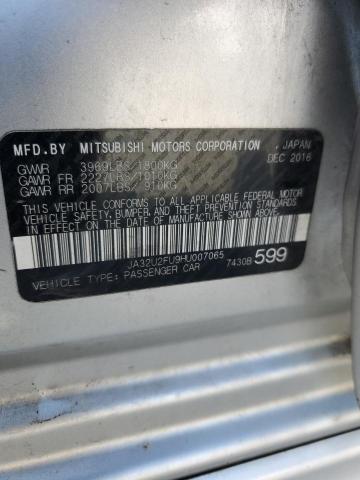 MFD.BY MITSUBISHI MOTORS CORPORATION, JAPAN
DEC 2016
GVWR 3969LBS/1800KG
GAWR FR 2227LBS/1010KG
GAWR RR 2007LBS/ 910KG
THIS VEHICLE CONFORMS TO ALL APPLICABLE FEDERAL MOTOR
VEHICLE SAFETY, BUMPER, AND THEFT PREVENTION STANDARDS
IN EFFECT ON THE DATE OF MANUFACTURE SHOWN ABOVE.
JA32U2FU9HU007065
VEHICLE TYPE: PASSENGER CAR 7430B 599